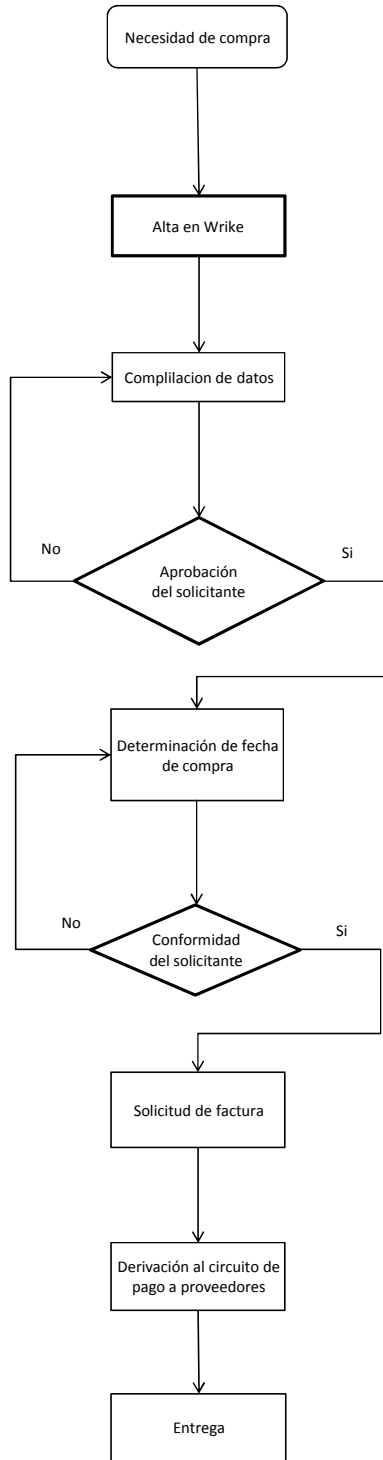 Necesidad de compra
Alta en Wrike
Complilacion de datos
No
Si
Aprobación
del solicitante
Determinación de fecha
de compra
No
Si
Conformidad
del solicitante
Solicitud de factura
Derivación al circuito de
pago a proveedores
Entrega